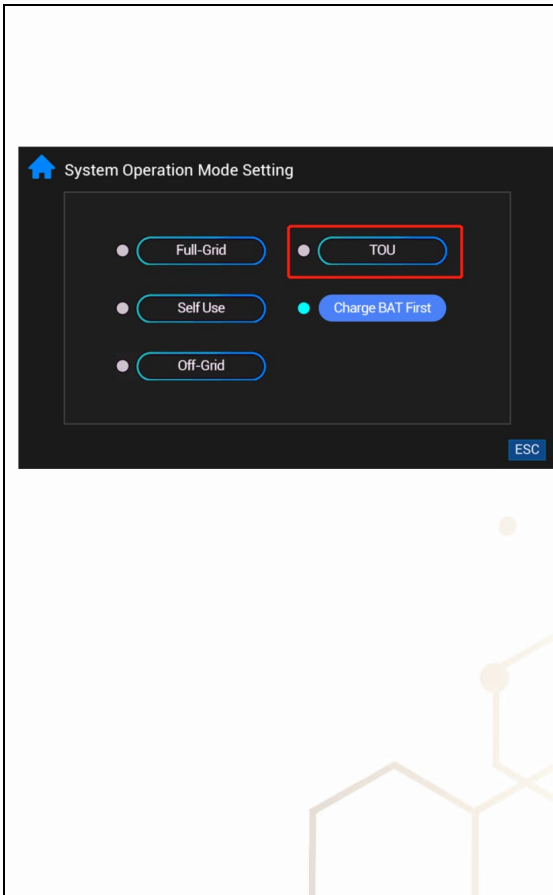 System Operation Mode Setting
Full-Grid
TOU
Self Use
Charge BAT First
Off-Grid
ESC